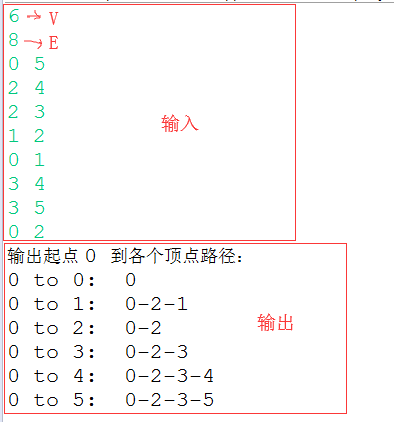 6 → V
8 → E
0 5
2 4
2 3
输入
1 2
0 1
3 4
3 5
0 2
输出起点 0 到各个顶点路径:
0 to 0: 0
0 to 1: 0-2-1
0 to 2: 0-2
输出
0 to 3: 0-2-3
0 to 4: 0-2-3-4
0 to 5: 0-2-3-5